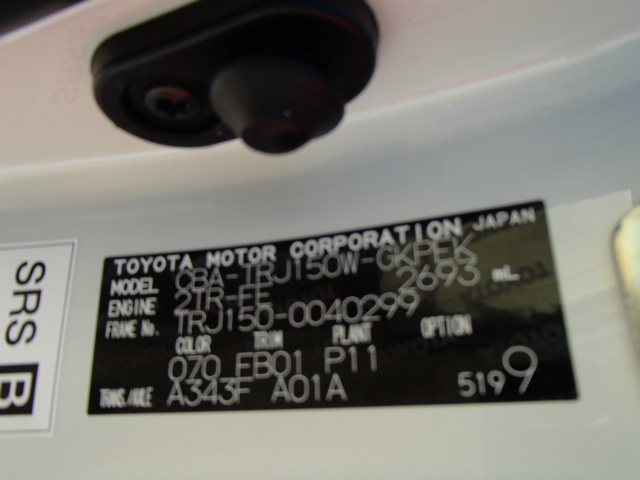 TOYOTA MOTOR CORPORATION JAPAN
MODEL CBA-TRJ150W-GKPEK
ENGINE 2TR-FE 2693 mL
FRAME No. TRJ150-0040299
COLOR TRIM PLANT OPTION
070 FB01 P11
TRANS/AXLE A343F A01A 5199
SRS B